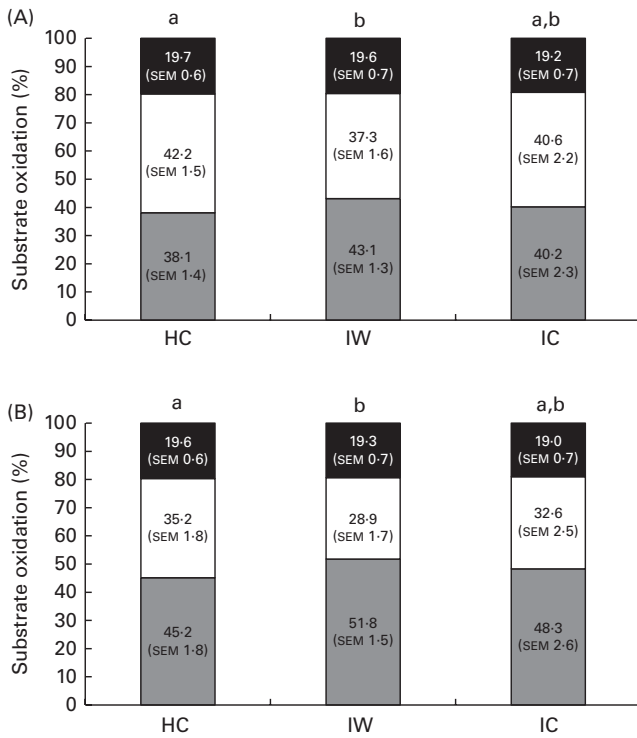 (A)
a b a,b
Substrate oxidation (%)
100
90
80
70
60
50
40
30
20
10
0
19·7
(SEM 0·6)
42·2
(SEM 1·5)
38·1
(SEM 1·4)
19·6
(SEM 0·7)
37·3
(SEM 1·6)
43·1
(SEM 1·3)
19·2
(SEM 0·7)
40·6
(SEM 2·2)
40·2
(SEM 2·3)
HC IW IC
(B)
a b a,b
Substrate oxidation (%)
100
90
80
70
60
50
40
30
20
10
0
19·6
(SEM 0·6)
35·2
(SEM 1·8)
45·2
(SEM 1·8)
19·3
(SEM 0·7)
28·9
(SEM 1·7)
51·8
(SEM 1·5)
19·0
(SEM 0·7)
32·6
(SEM 2·5)
48·3
(SEM 2·6)
HC IW IC